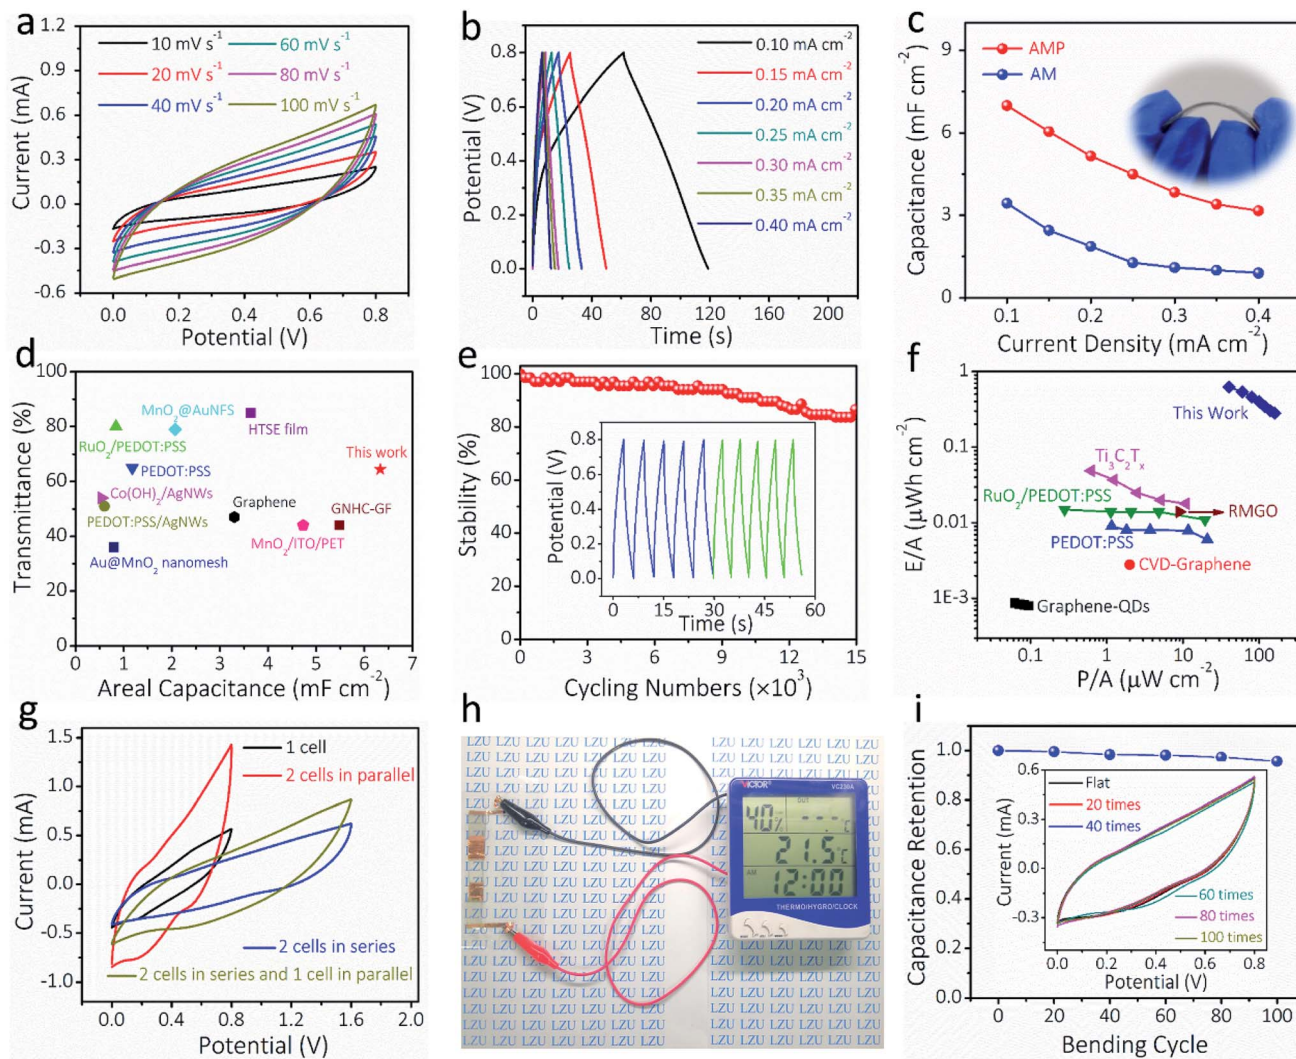 a
1.2
0.9
0.6
0.3
0.0
-0.3
-0.6
Current (mA)
10 mV s⁻¹ 60 mV s⁻¹
20 mV s⁻¹ 80 mV s⁻¹
40 mV s⁻¹ 100 mV s⁻¹
0.0 0.2 0.4 0.6 0.8
Potential (V)
b
0.8
0.6
0.4
0.2
0.0
Potential (V)
0.10 mA cm⁻²
0.15 mA cm⁻²
0.20 mA cm⁻²
0.25 mA cm⁻²
0.30 mA cm⁻²
0.35 mA cm⁻²
0.40 mA cm⁻²
0 40 80 120 160 200
Time (s)
c
9
6
3
0
Capacitance (mF cm⁻²)
AMP
AM
0.1 0.2 0.3 0.4
Current Density (mA cm⁻²)
d
100
80
60
40
20
0
Transmittance (%)
MnO₂@AuNFS
HTSE film
RuO₂/PEDOT:PSS
This work
PEDOT:PSS
Co(OH)₂/AgNWs
Graphene
GNHC-GF
PEDOT:PSS/AgNWs
MnO₂/ITO/PET
Au@MnO₂ nanomesh
0 1 2 3 4 5 6 7
Areal Capacitance (mF cm⁻²)
e
100
80
60
40
20
0
Stability (%)
0.8
0.4
0.0
Potential (V)
0 15 30 45 60
Time (s)
0 3 6 9 12 15
Cycling Numbers (×10³)
f
1
0.1
0.01
1E-3
E/A (μWh cm⁻²)
This Work
Ti₃C₂Tₓ
RuO₂/PEDOT:PSS
RMGO
PEDOT:PSS
CVD-Graphene
Graphene-QDs
0.1 1 10 100
P/A (μW cm⁻²)
g
1.5
1.0
0.5
0.0
-0.5
-1.0
Current (mA)
1 cell
2 cells in parallel
2 cells in series
2 cells in series and 1 cell in parallel
0.0 0.4 0.8 1.2 1.6 2.0
Potential (V)
h
LZU LZU LZU LZU LZU LZU LZU
VICTOR
VC230A
OUT
40%
--.-°C
21.5°C
AM
12:00
THERMO/HYGRO/CLOCK
i
1.0
0.8
0.6
0.4
0.2
0.0
Capacitance Retention
0.6
0.3
0.0
-0.3
Current (mA)
Flat
20 times
40 times
60 times
80 times
100 times
0.0 0.2 0.4 0.6 0.8
Potential (V)
0 20 40 60 80 100
Bending Cycle